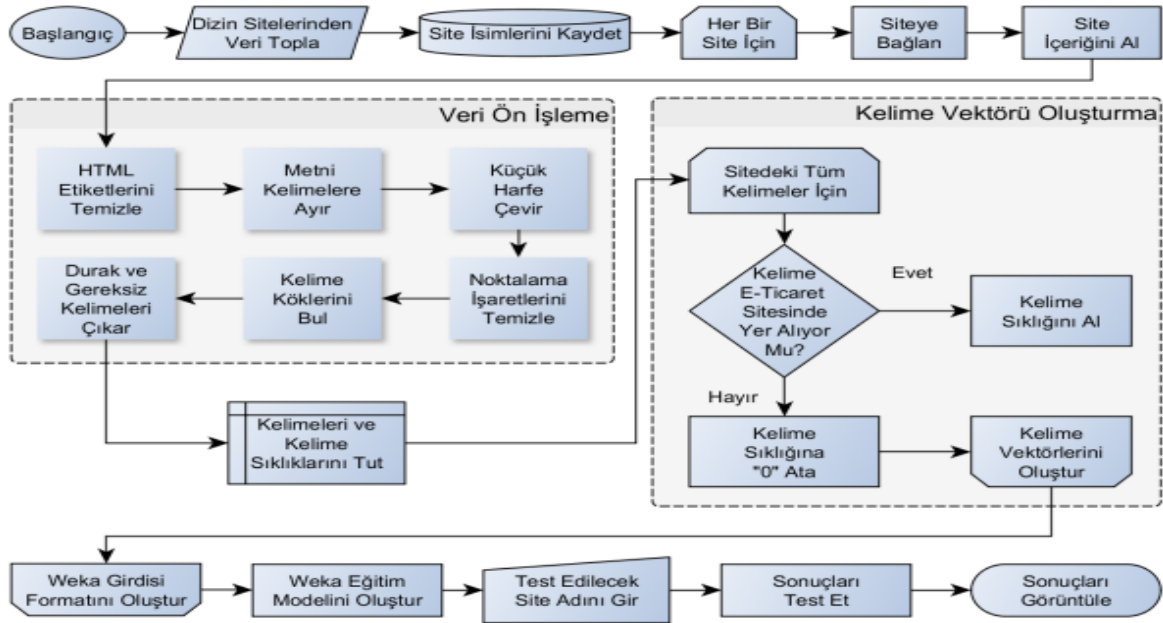 Başlangıç
Dizin Sitelerinden
Veri Topla
Site İsimlerini Kaydet
Her Bir
Site İçin
Siteye
Bağlan
Site
İçeriğini Al
Veri Ön İşleme
HTML
Etiketlerini
Temizle
Metni
Kelimelere
Ayır
Küçük
Harfe
Çevir
Noktalama
İşaretlerini
Temizle
Kelime
Köklerini
Bul
Durak ve
Gereksiz
Kelimeleri
Çıkar
Kelimeleri ve
Kelime
Sıklıklarını Tut
Kelime Vektörü Oluşturma
Sitedeki Tüm
Kelimeler İçin
Kelime
E-Ticaret
Sitesinde
Yer Alıyor
Mu?
Evet
Kelime
Sıklığını Al
Hayır
Kelime
Sıklığına
"0" Ata
Kelime
Vektörlerini
Oluştur
Weka Girdisi
Formatını Oluştur
Weka Eğitim
Modelini Oluştur
Test Edilecek
Site Adını Gir
Sonuçları
Test Et
Sonuçları
Görüntüle